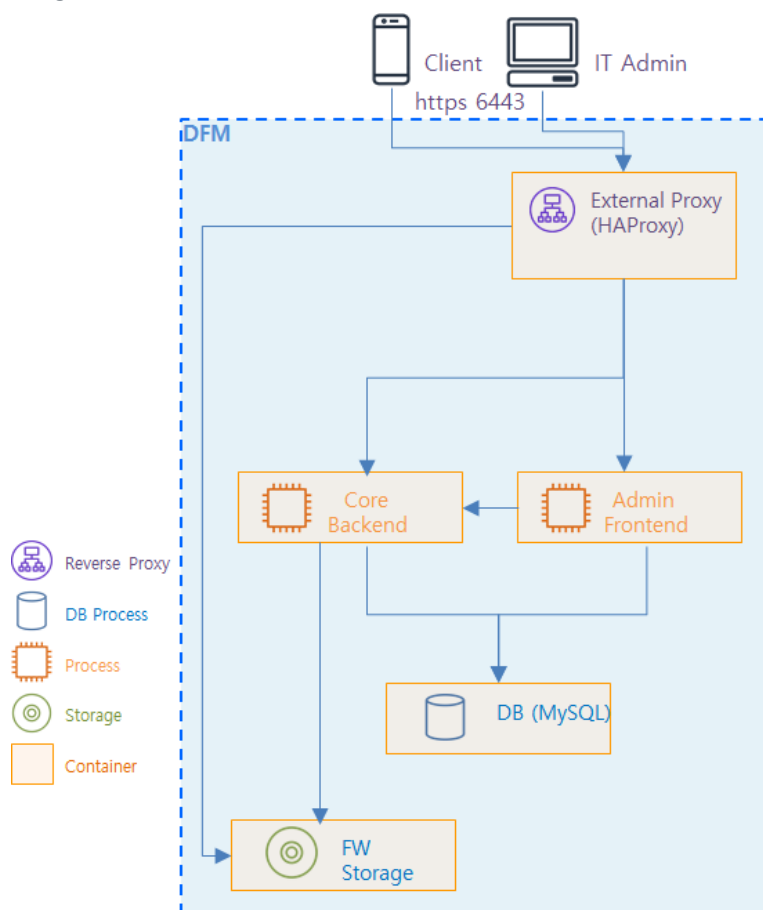 Client
IT Admin
https 6443
DFM
External Proxy
(HAProxy)
Core
Backend
Admin
Frontend
Reverse Proxy
DB Process
Process
Storage
Container
DB (MySQL)
FW
Storage